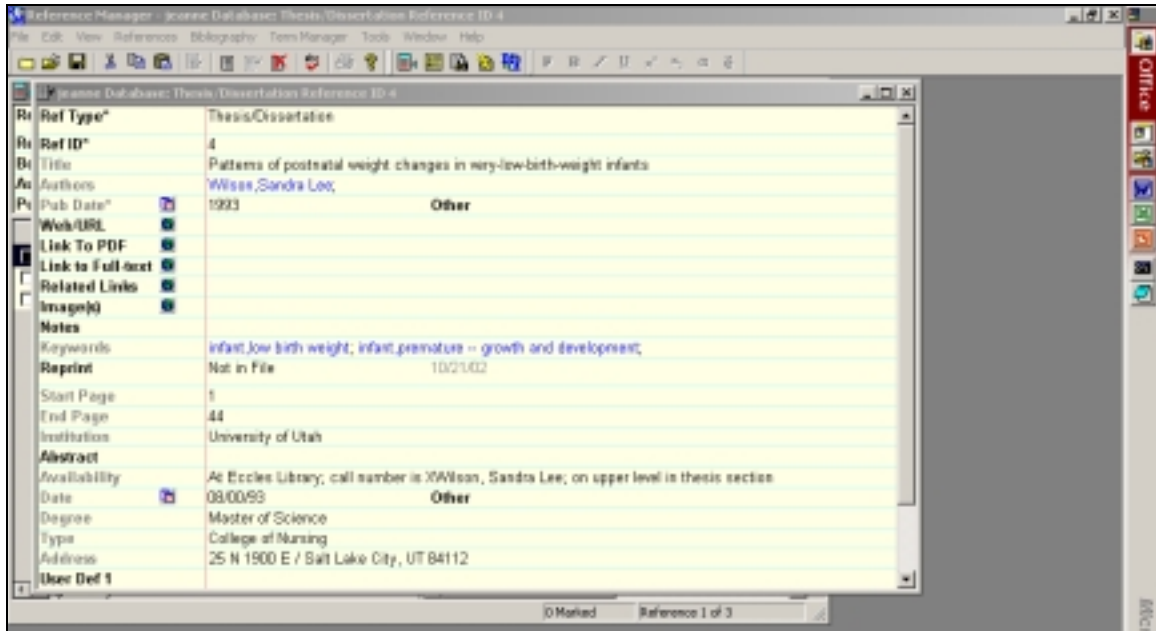 Reference Manager - jeanne Database: Thesis/Dissertation Reference ID 4
File Edit View References Bibliography Term Manager Tools Window Help
jeanne Database: Thesis/Dissertation Reference ID 4
Ref Type* Thesis/Dissertation
Ref ID* 4
Title Patterns of postnatal weight changes in very-low-birth-weight infants
Authors Wilson,Sandra Lee;
Pub Date* 1993 Other
Web/URL
Link To PDF
Link to Full-text
Related Links
Image(s)
Notes
Keywords infant,low birth weight; infant,premature -- growth and development;
Reprint Not in File 10/21/02
Start Page 1
End Page 44
Institution University of Utah
Abstract
Availability At Eccles Library; call number is XWilson, Sandra Lee; on upper level in thesis section
Date 08/00/93 Other
Degree Master of Science
Type College of Nursing
Address 25 N 1900 E / Salt Lake City, UT 84112
User Def 1
0 Marked Reference 1 of 3
Office